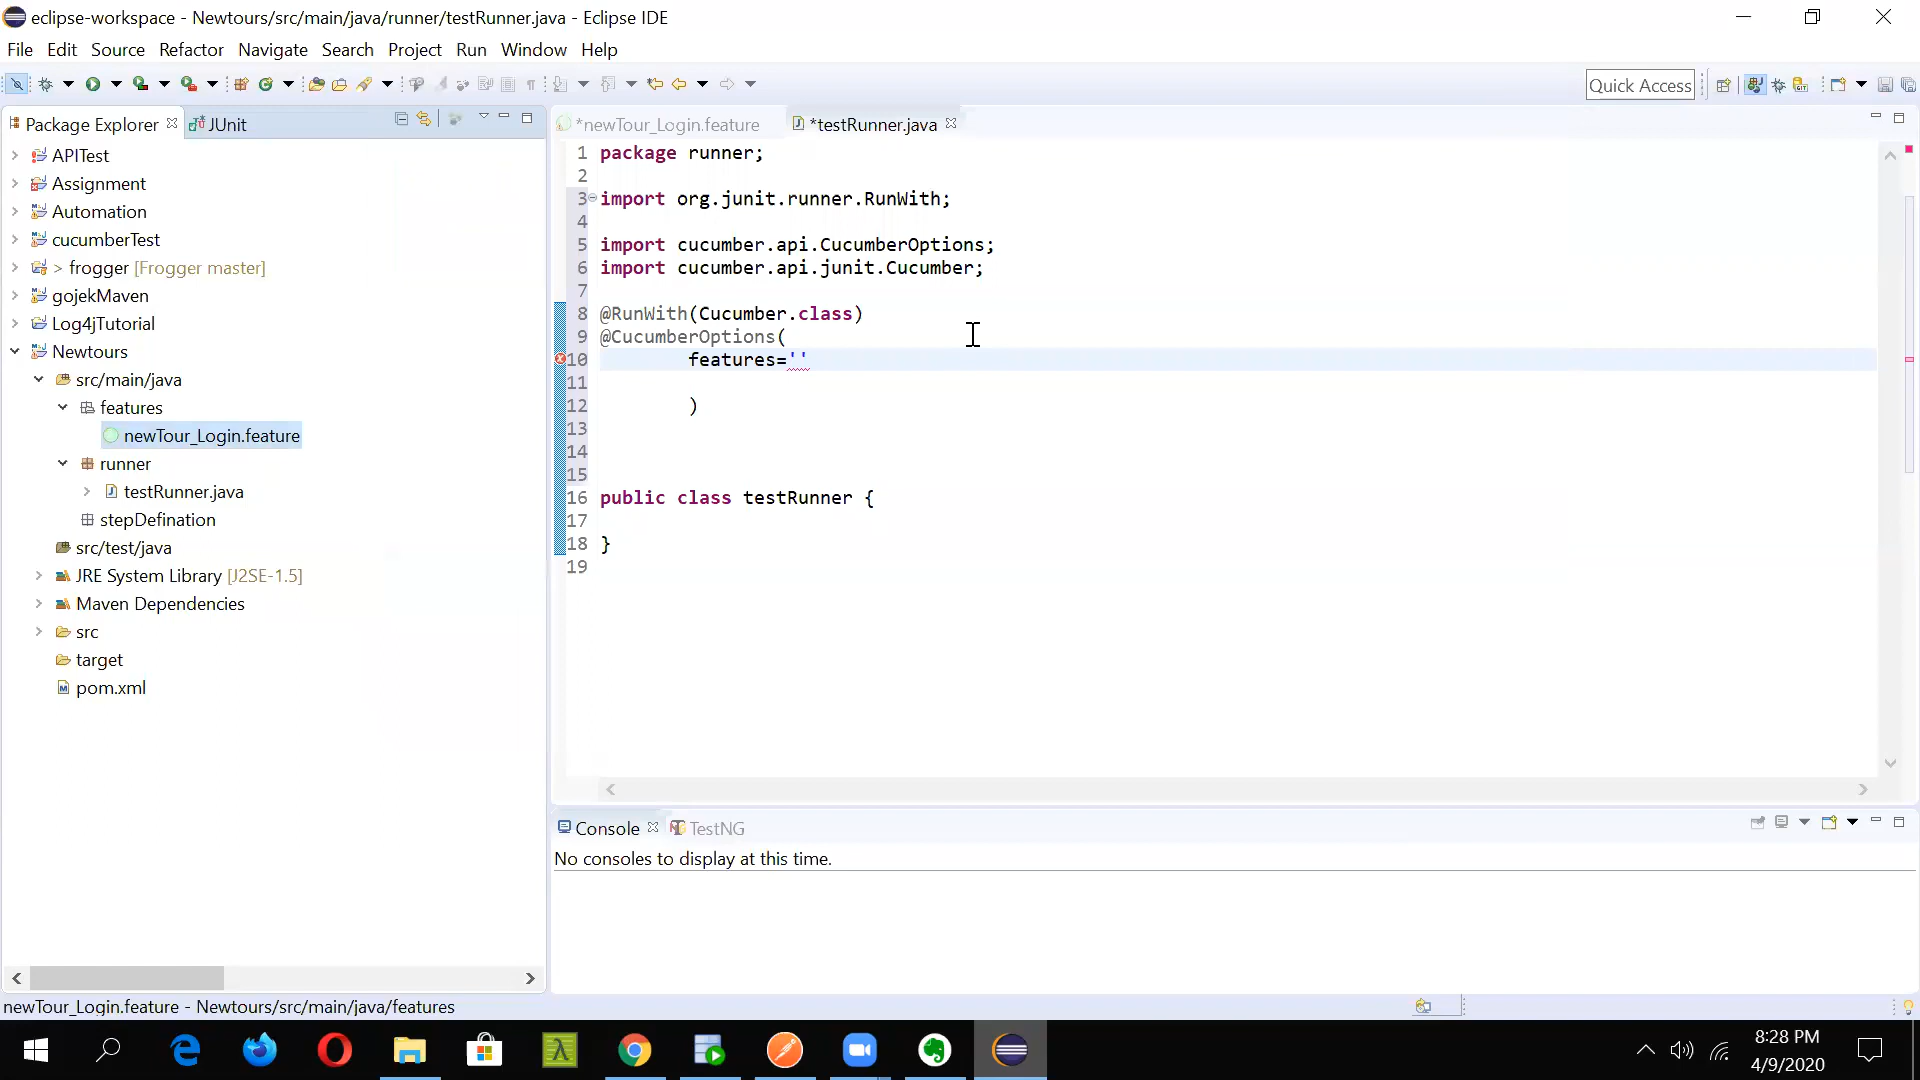 eclipse-workspace - Newtours/src/main/java/runner/testRunner.java - Eclipse IDE
File Edit Source Refactor Navigate Search Project Run Window Help
Quick Access
Package Explorer JUnit
APITest
Assignment
Automation
cucumberTest
> frogger [Frogger master]
gojekMaven
Log4jTutorial
Newtours
src/main/java
features
newTour_Login.feature
runner
testRunner.java
stepDefination
src/test/java
JRE System Library [J2SE-1.5]
Maven Dependencies
src
target
pom.xml
*newTour_Login.feature *testRunner.java
1 package runner;
2
3 import org.junit.runner.RunWith;
4
5 import cucumber.api.CucumberOptions;
6 import cucumber.api.junit.Cucumber;
7
8 @RunWith(Cucumber.class)
9 @CucumberOptions(
10 features=''
11
12 )
13
14
15
16 public class testRunner {
17
18 }
19
Console TestNG
No consoles to display at this time.
newTour_Login.feature - Newtours/src/main/java/features
8:28 PM
4/9/2020